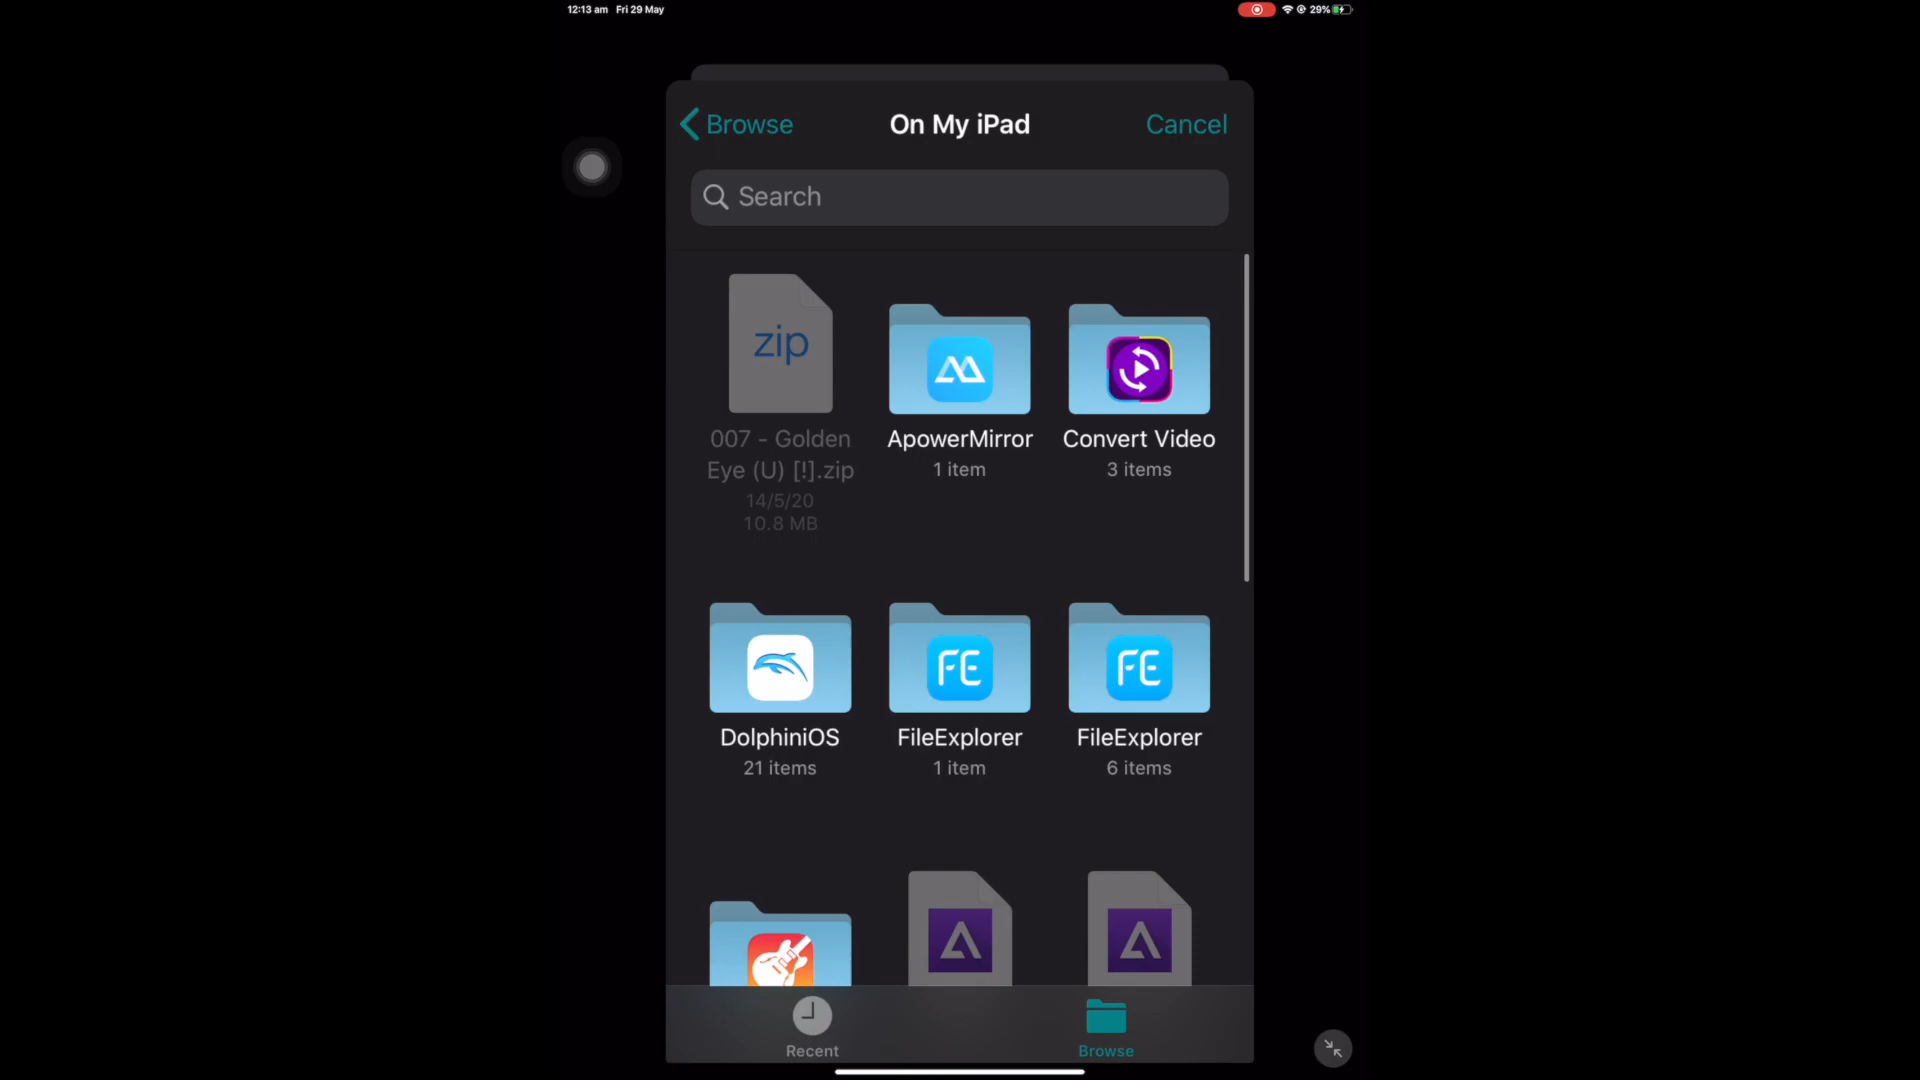 12:13 am Fri 29 May
29%
Browse
On My iPad
Cancel
Search
zip
007 - Golden
Eye (U) [!].zip
14/5/20
10.8 MB
ApowerMirror
1 item
Convert Video
3 items
FE
FE
DolphiniOS
21 items
FileExplorer
1 item
FileExplorer
6 items
Recent
Browse